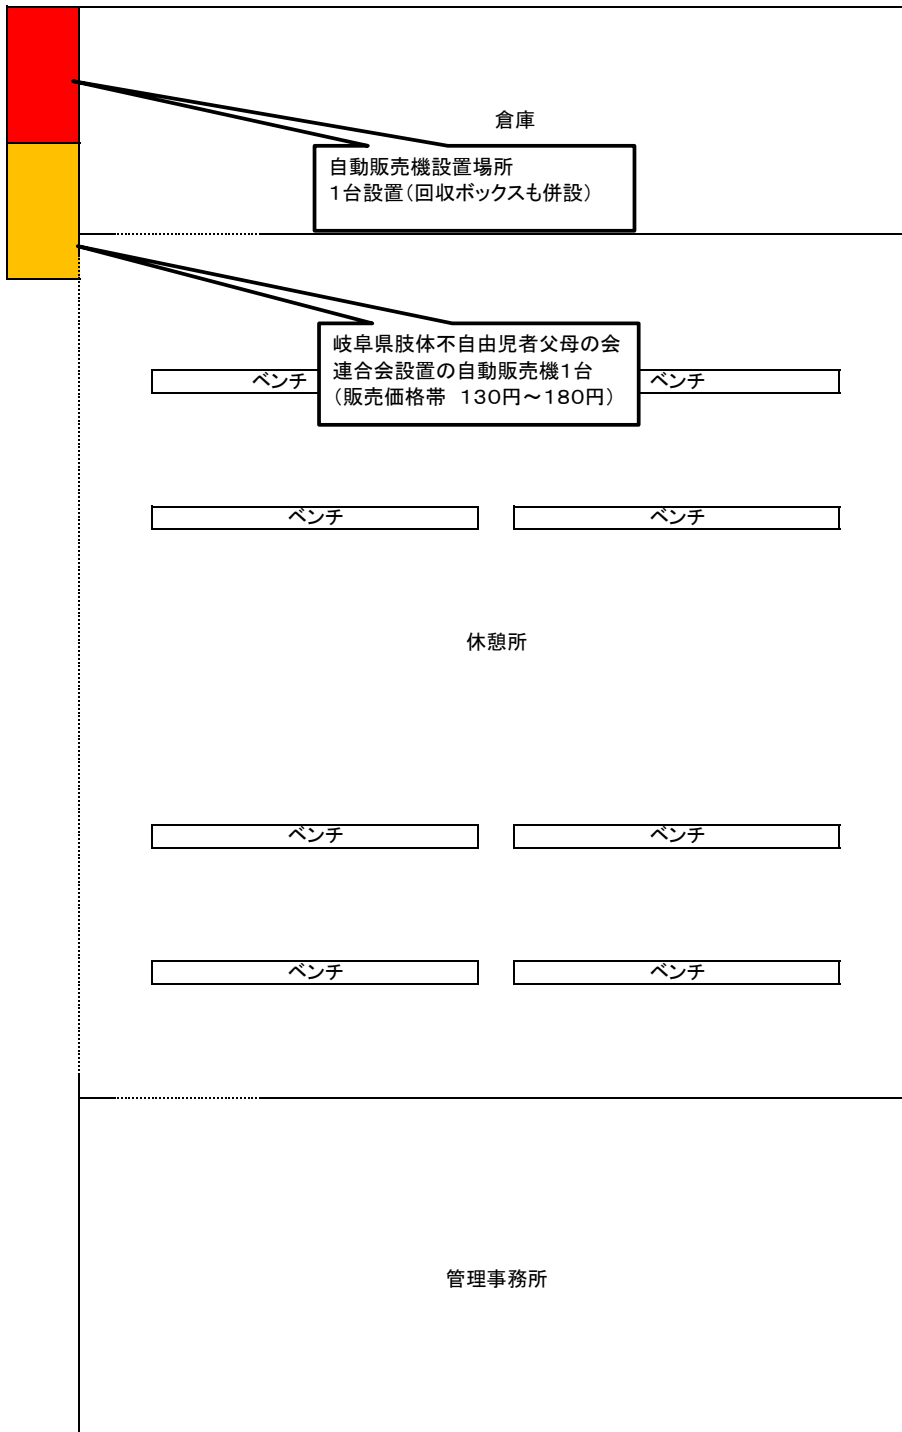 倉庫
自動販売機設置場所
1台設置（回収ボックスも併設）
岐阜県肢体不自由児者父母の会
連合会設置の自動販売機1台
（販売価格帯　130円～180円）
ベンチ
ベンチ
ベンチ
ベンチ
休憩所
ベンチ
ベンチ
ベンチ
ベンチ
管理事務所